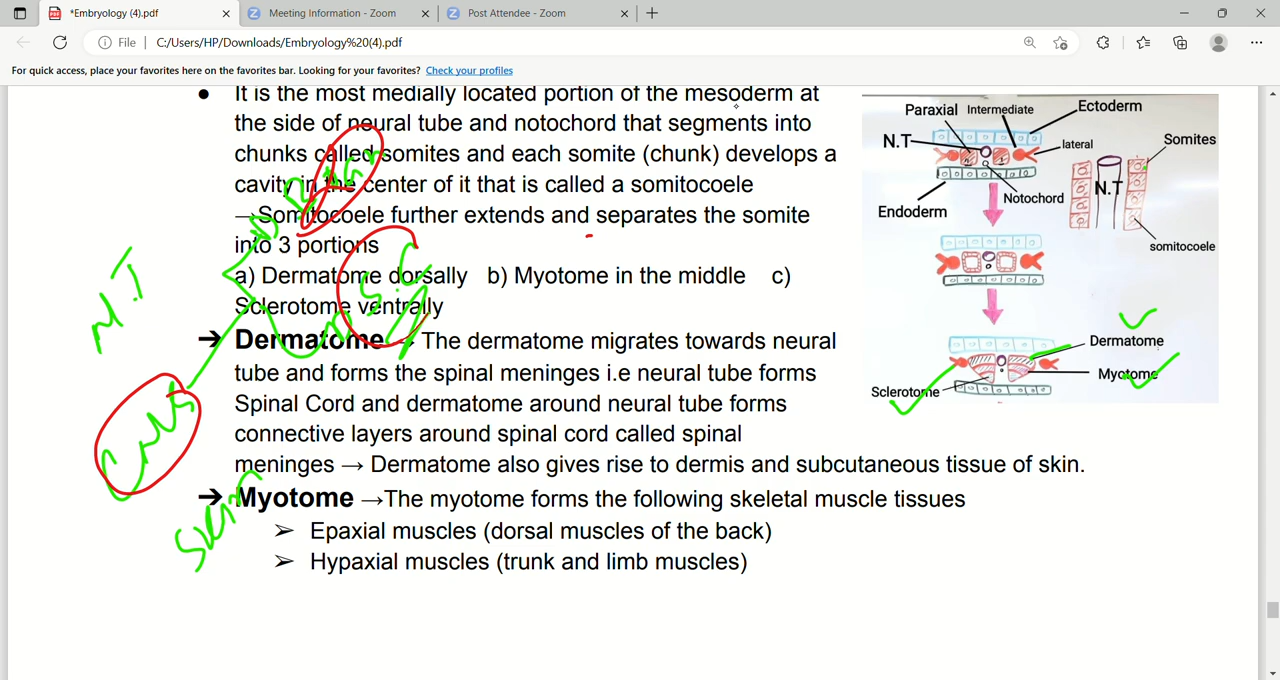 *Embryology (4).pdf
Meeting Information - Zoom
Post Attendee - Zoom
File
C:/Users/HP/Downloads/Embryology%20(4).pdf
For quick access, place your favorites here on the favorites bar. Looking for your favorites? Check your profiles
● It is the most medially located portion of the mesoderm at
the side of neural tube and notochord that segments into
chunks called somites and each somite (chunk) develops a
cavity in the center of it that is called a somitocoele
→Somitocoele further extends and separates the somite
into 3 portions
a) Dermatome dorsally b) Myotome in the middle c)
Sclerotome ventrally
➔ Dermatome → The dermatome migrates towards neural
tube and forms the spinal meninges i.e neural tube forms
Spinal Cord and dermatome around neural tube forms
connective layers around spinal cord called spinal
meninges → Dermatome also gives rise to dermis and subcutaneous tissue of skin.
➔ Myotome →The myotome forms the following skeletal muscle tissues
➢ Epaxial muscles (dorsal muscles of the back)
➢ Hypaxial muscles (trunk and limb muscles)
Paraxial
Intermediate
Ectoderm
N.T
lateral
Somites
N.T
Notochord
Endoderm
somitocoele
Dermatome
Myotome
Sclerotome
N.T
S.C